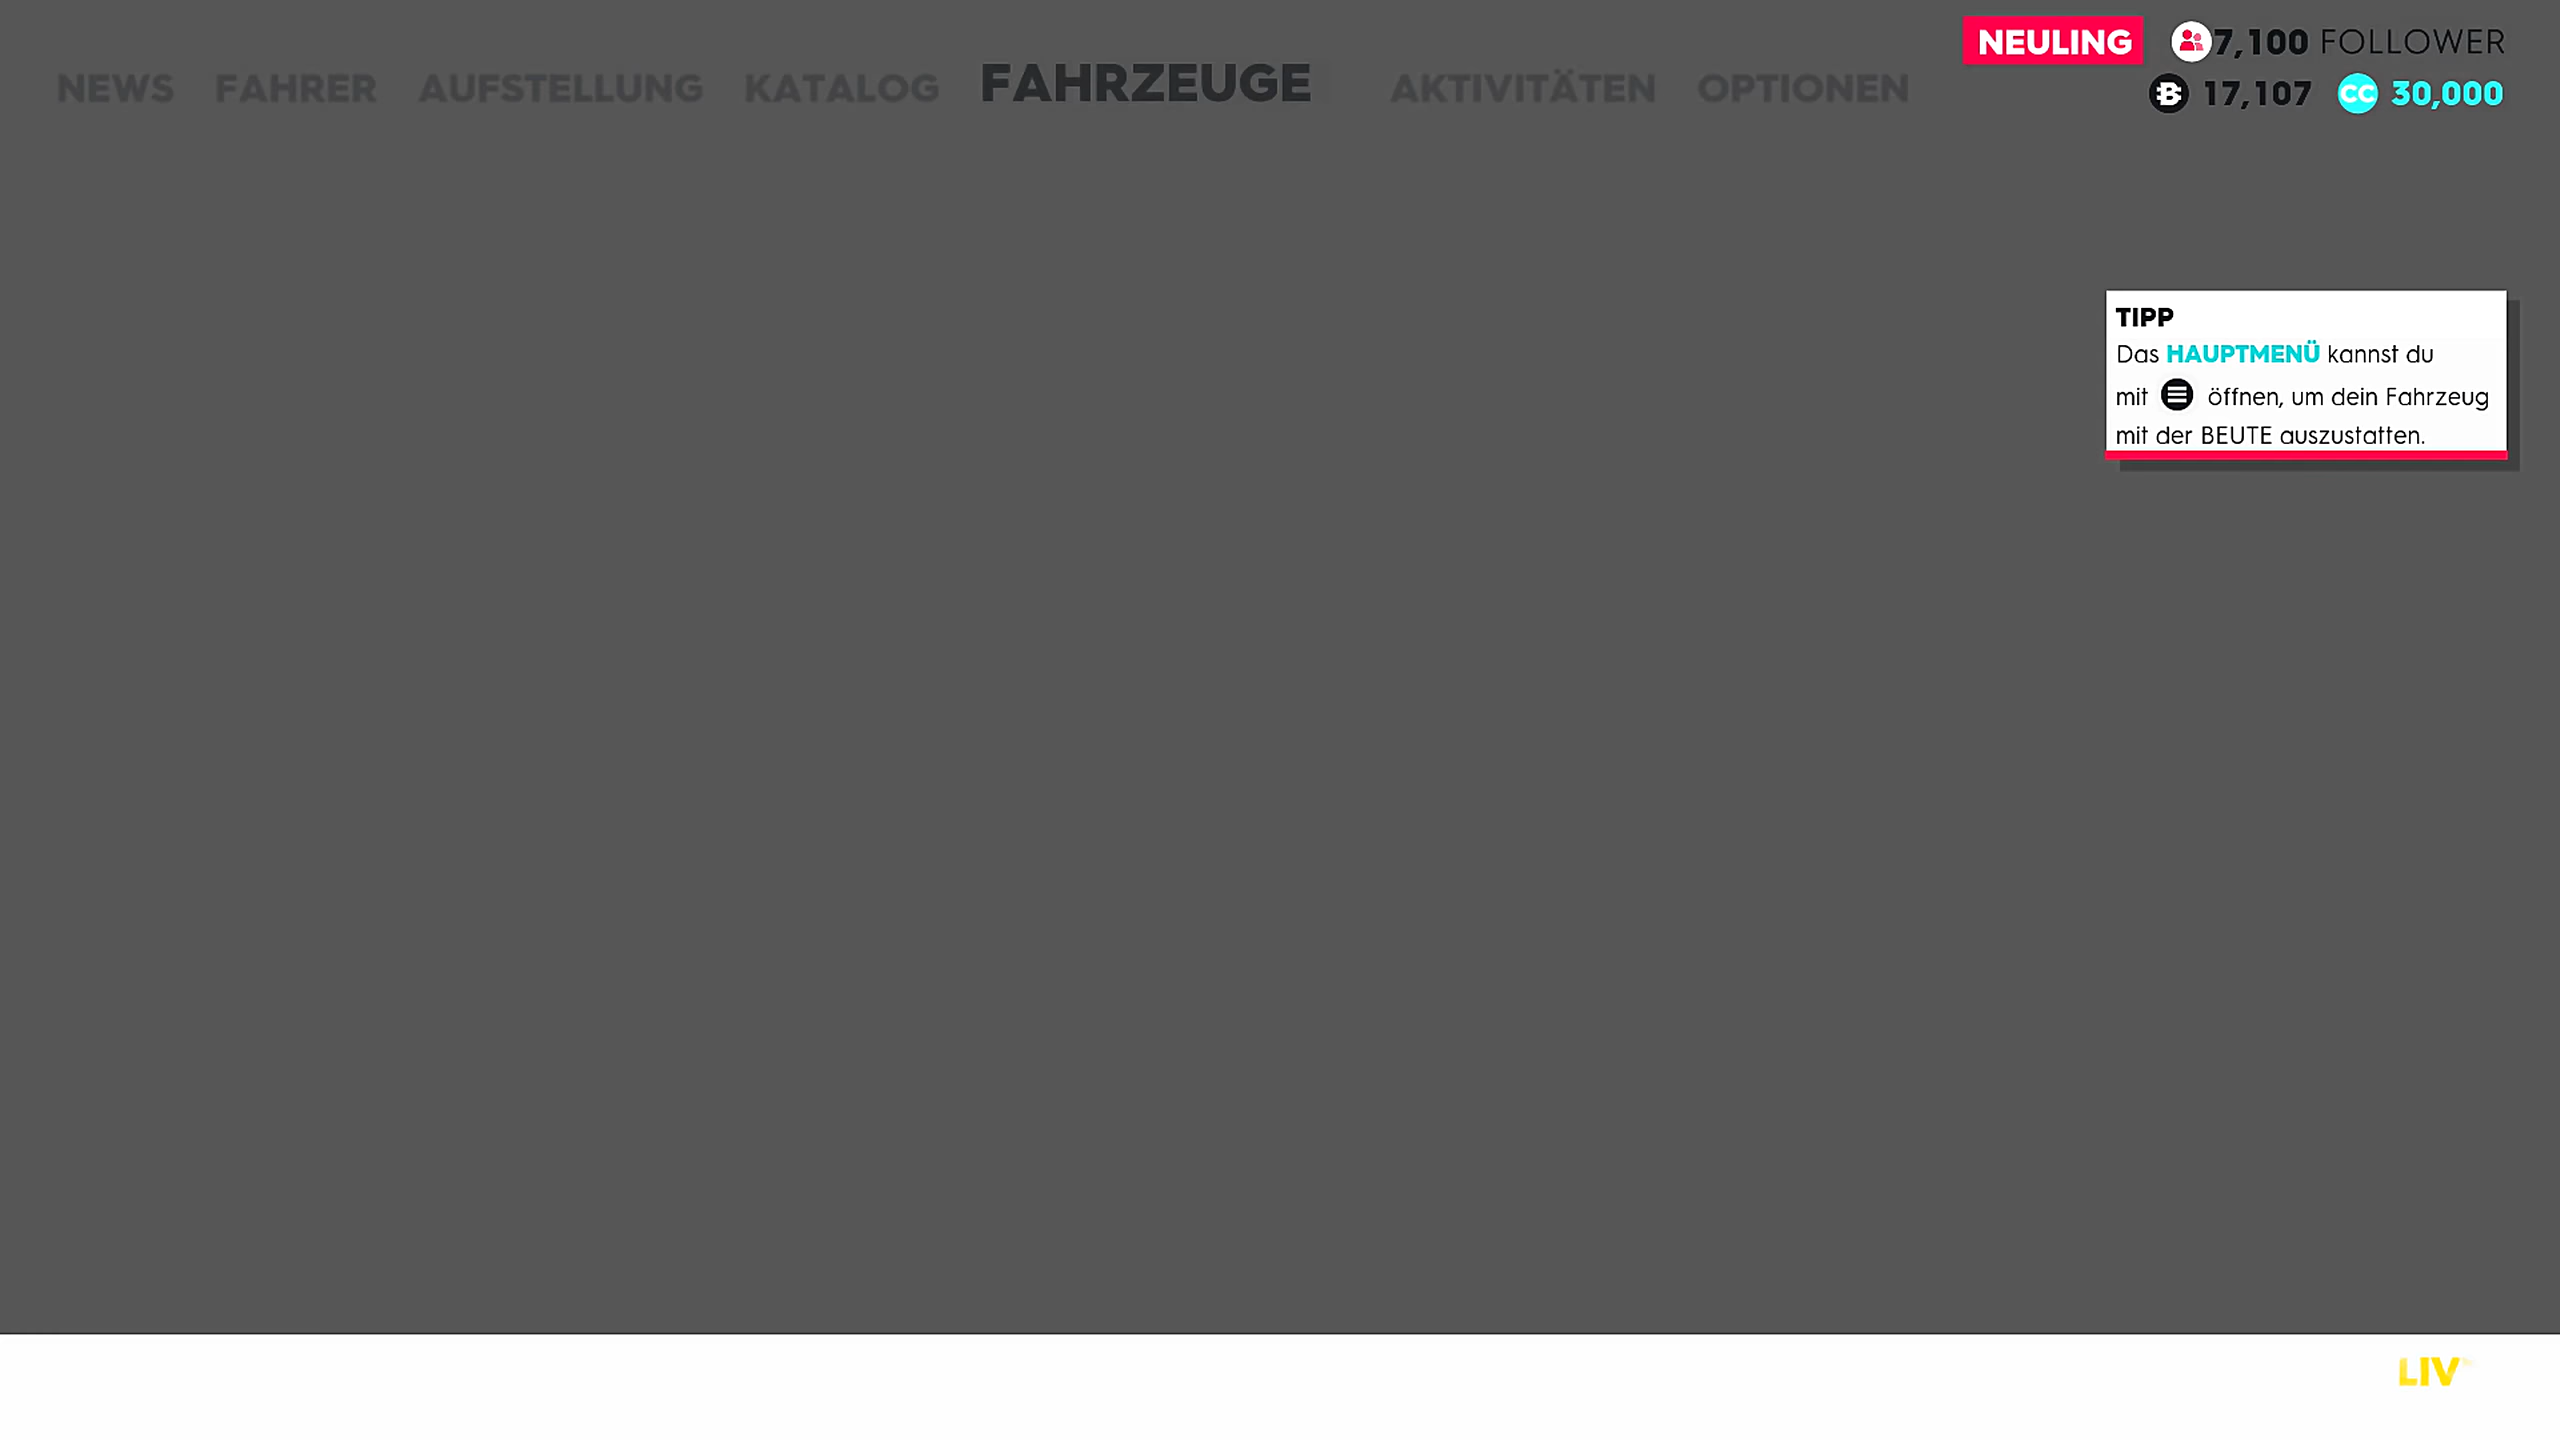 NEULING 7,100 FOLLOWER
NEWS FAHRER AUFSTELLUNG KATALOG FAHRZEUGE AKTIVITÄTEN OPTIONEN
17,107 CC 30,000
TIPP
Das HAUPTMENÜ kannst du
mit öffnen, um dein Fahrzeug
mit der BEUTE auszustatten.
LIV